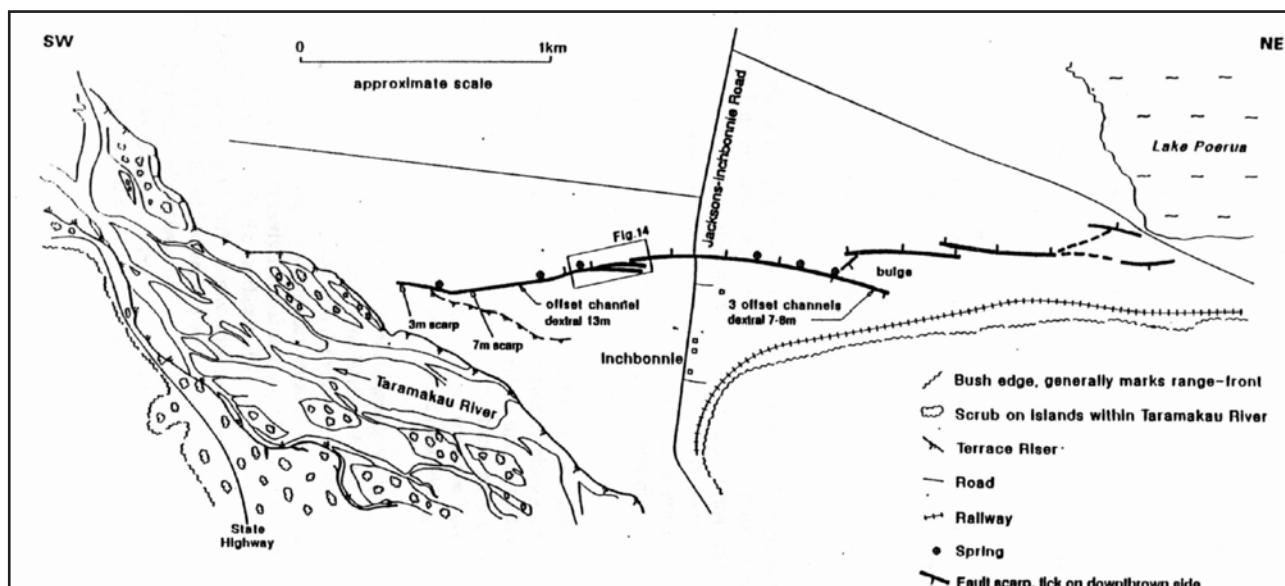 SW
NE
0 1km
approximate scale
Jacksons-Inchbonnie Road
Lake Poerua
Fig.14
bulge
offset channel
dextral 13m
3 offset channels
dextral 7-8m
3m scarp
7m scarp
Inchbonnie
Taramakau River
State
Highway
Bush edge, generally marks range-front
Scrub on islands within Taramakau River
Terrace Riser
Road
Railway
Spring
Fault scarp, tick on downthrown side